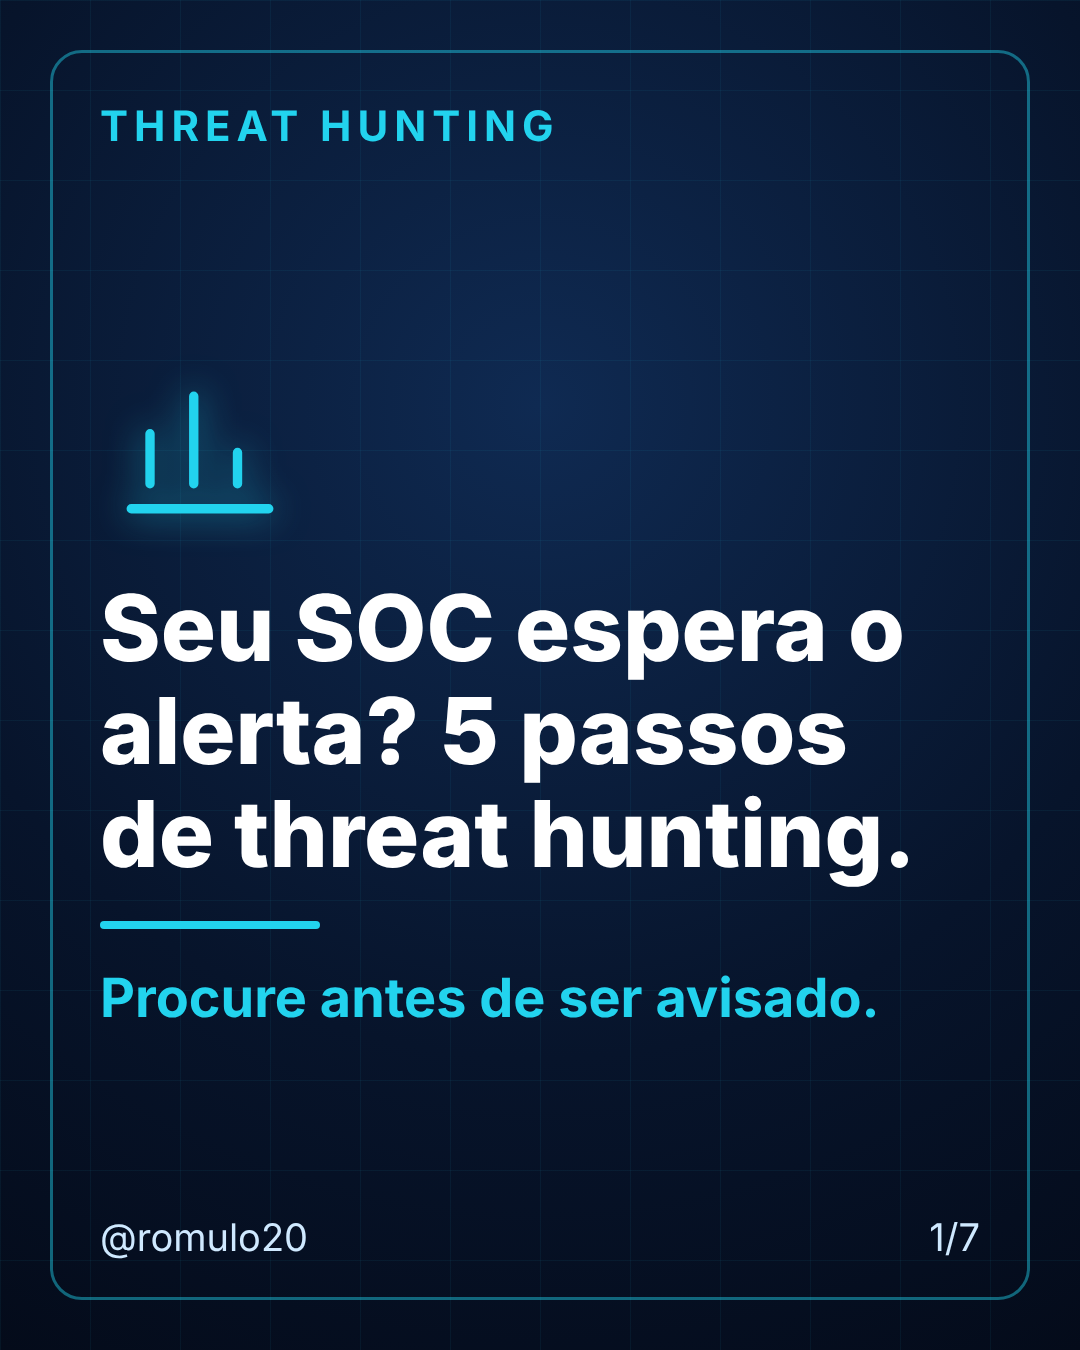 THREAT HUNTING
Seu SOC espera o
alerta? 5 passos
de threat hunting.
Procure antes de ser avisado.
@romulo20
1/7